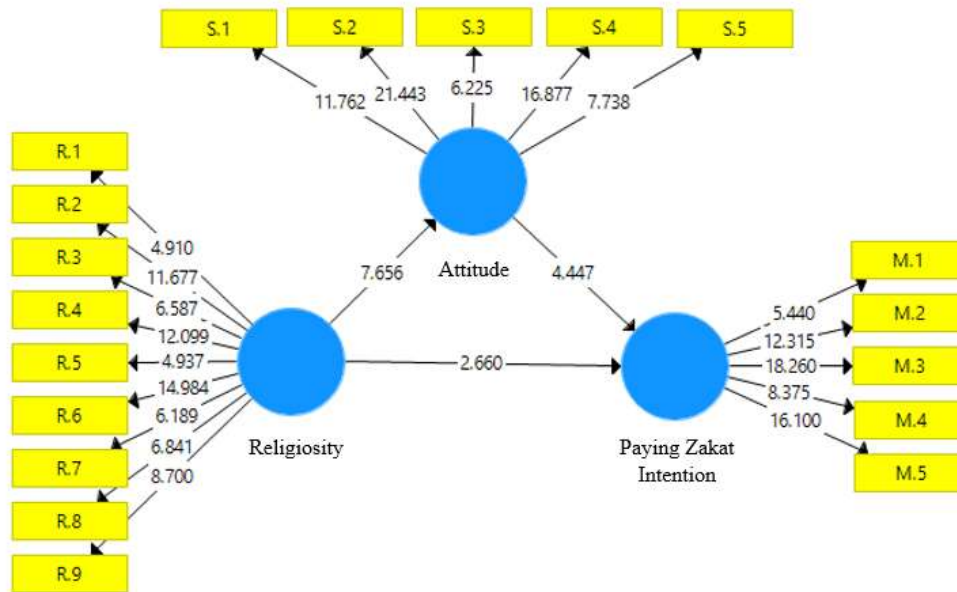 S.1
S.2
S.3
S.4
S.5
11.762
21.443
6.225
16.877
7.738
Attitude
R.1
R.2
R.3
R.4
R.5
R.6
R.7
R.8
R.9
4.910
11.677
6.587
12.099
4.937
14.984
6.189
6.841
8.700
Religiosity
7.656
4.447
2.660
Paying Zakat
Intention
5.440
12.315
18.260
8.375
16.100
M.1
M.2
M.3
M.4
M.5